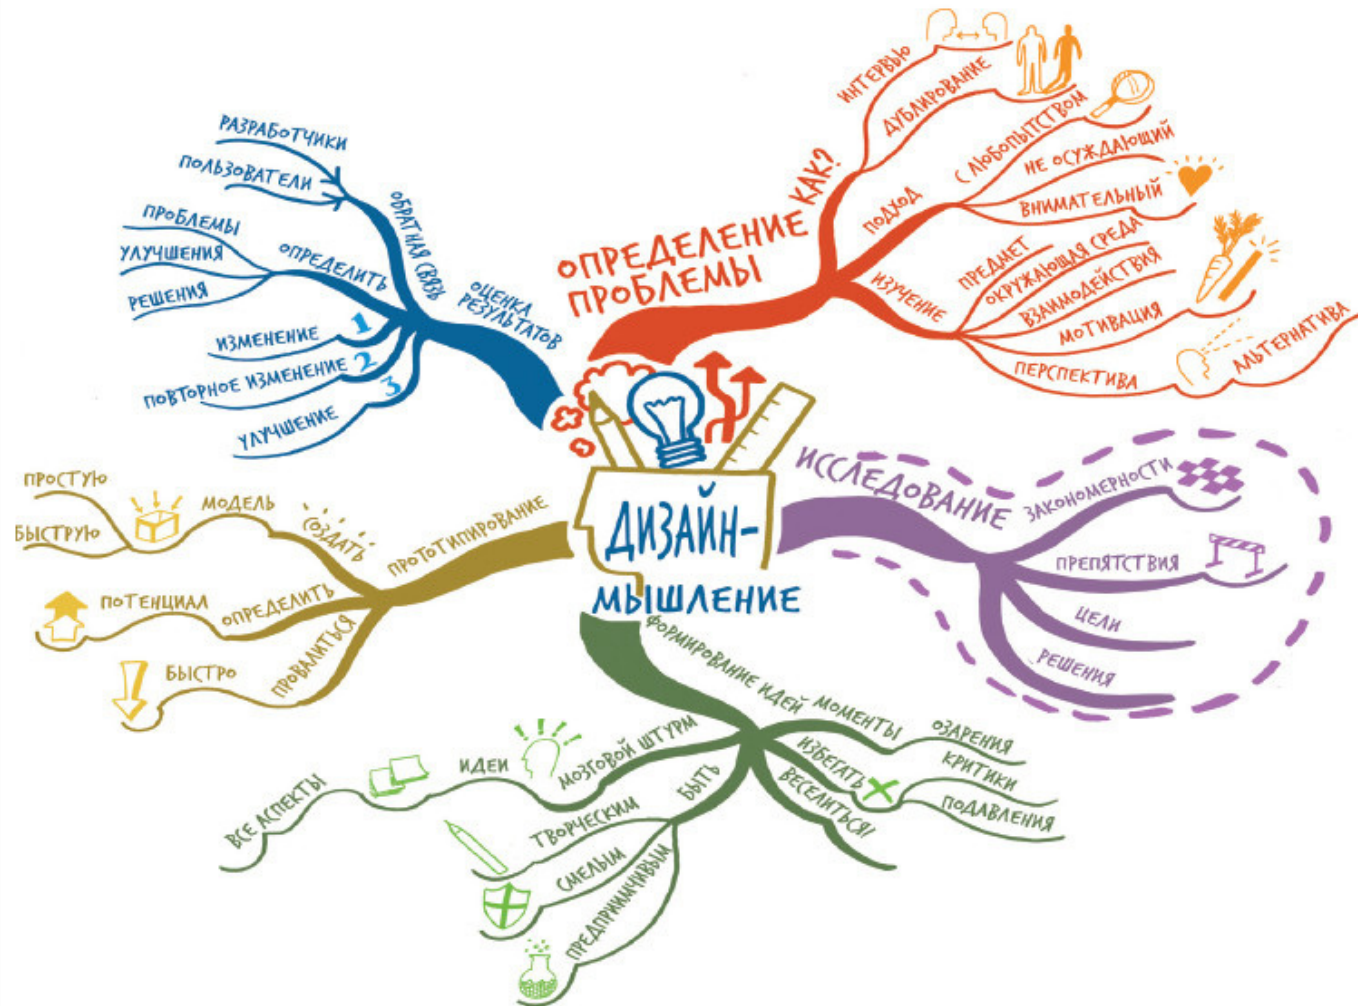 ДИЗАЙН-
МЫШЛЕНИЕ
ОПРЕДЕЛЕНИЕ
ПРОБЛЕМЫ
КАК?
ИНТЕРВЬЮ
ДУБЛИРОВАНИЕ
ПОДХОД
С ЛЮБОПЫТСТВОМ
НЕ ОСУЖДАЮЩИЙ
ВНИМАТЕЛЬНЫЙ
ИЗУЧЕНИЕ
ПРЕДМЕТ
ОКРУЖАЮЩАЯ СРЕДА
ВЗАИМОДЕЙСТВИЯ
МОТИВАЦИЯ
ПЕРСПЕКТИВА
АЛЬТЕРНАТИВА
ИССЛЕДОВАНИЕ
ЗАКОНОМЕРНОСТИ
ПРЕПЯТСТВИЯ
ЦЕЛИ
РЕШЕНИЯ
ФОРМИРОВАНИЕ ИДЕЙ
МОМЕНТЫ
ОЗАРЕНИЯ
ИЗБЕГАТЬ
КРИТИКИ
ПОДАВЛЕНИЯ
ВЕСЕЛИТЬСЯ!
БЫТЬ
ТВОРЧЕСКИМ
СМЕЛЫМ
ПРЕДПРИИМЧИВЫМ
МОЗГОВОЙ ШТУРМ
ИДЕИ
ВСЕ АСПЕКТЫ
ПРОТОТИПИРОВАНИЕ
СОЗДАТЬ
МОДЕЛЬ
ПРОСТУЮ
БЫСТРУЮ
ОПРЕДЕЛИТЬ
ПОТЕНЦИАЛ
ПРОВАЛИТЬСЯ
БЫСТРО
ОЦЕНКА
РЕЗУЛЬТАТОВ
ОБРАТНАЯ СВЯЗЬ
РАЗРАБОТЧИКИ
ПОЛЬЗОВАТЕЛИ
ОПРЕДЕЛИТЬ
ПРОБЛЕМЫ
УЛУЧШЕНИЯ
РЕШЕНИЯ
ИЗМЕНЕНИЕ 1
ПОВТОРНОЕ ИЗМЕНЕНИЕ 2
УЛУЧШЕНИЕ 3